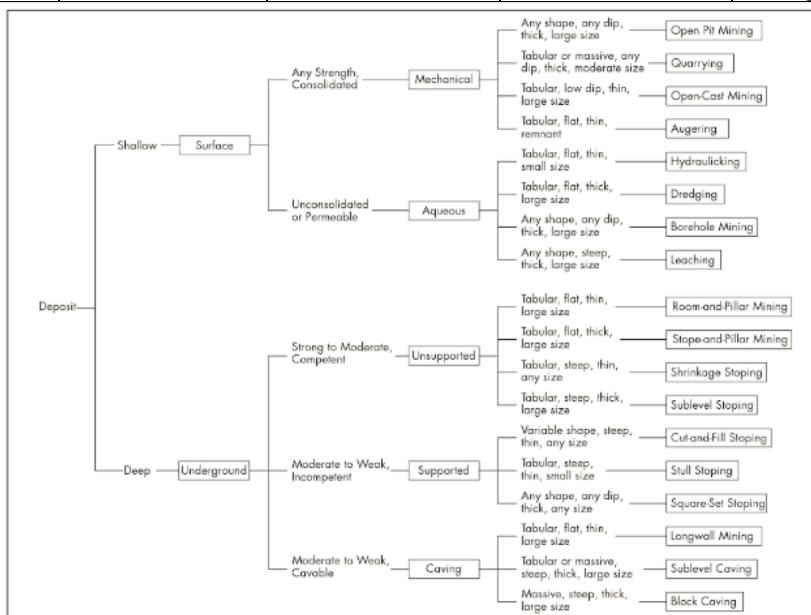 Any shape, any dip,
thick, large size
Open Pit Mining
Tabular or massive, any
dip, thick, moderate size
Quarrying
Any Strength,
Consolidated
Mechanical
Tabular, low dip, thin,
large size
Open-Cast Mining
Tabular, flat, thin,
remnant
Augering
Shallow
Surface
Tabular, flat, thin,
small size
Hydraulicking
Tabular, flat, thick,
large size
Dredging
Unconsolidated
or Permeable
Aqueous
Any shape, any dip,
thick, large size
Borehole Mining
Any shape, steep,
thick, large size
Leaching
Deposit
Tabular, flat, thin,
large size
Room-and-Pillar Mining
Tabular, flat, thick,
large size
Stope-and-Pillar Mining
Strong to Moderate,
Competent
Unsupported
Tabular, steep, thin,
any size
Shrinkage Stoping
Tabular, steep, thick,
large size
Sublevel Stoping
Variable shape, steep,
thin, any size
Cut-and-Fill Stoping
Deep
Underground
Moderate to Weak,
Incompetent
Supported
Tabular, steep,
thin, small size
Stull Stoping
Any shape, any dip,
thick, any size
Square-Set Stoping
Tabular, flat, thin,
large size
Longwall Mining
Moderate to Weak,
Cavable
Caving
Tabular or massive,
steep, thick, large size
Sublevel Caving
Massive, steep, thick,
large size
Block Caving